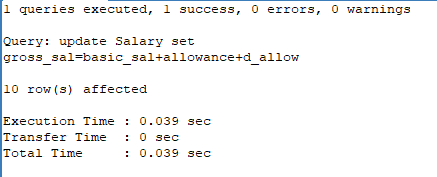 1 queries executed, 1 success, 0 errors, 0 warnings
Query: update Salary set
gross_sal=basic_sal+allowance+d_allow
10 row(s) affected
Execution Time : 0.039 sec
Transfer Time : 0 sec
Total Time : 0.039 sec